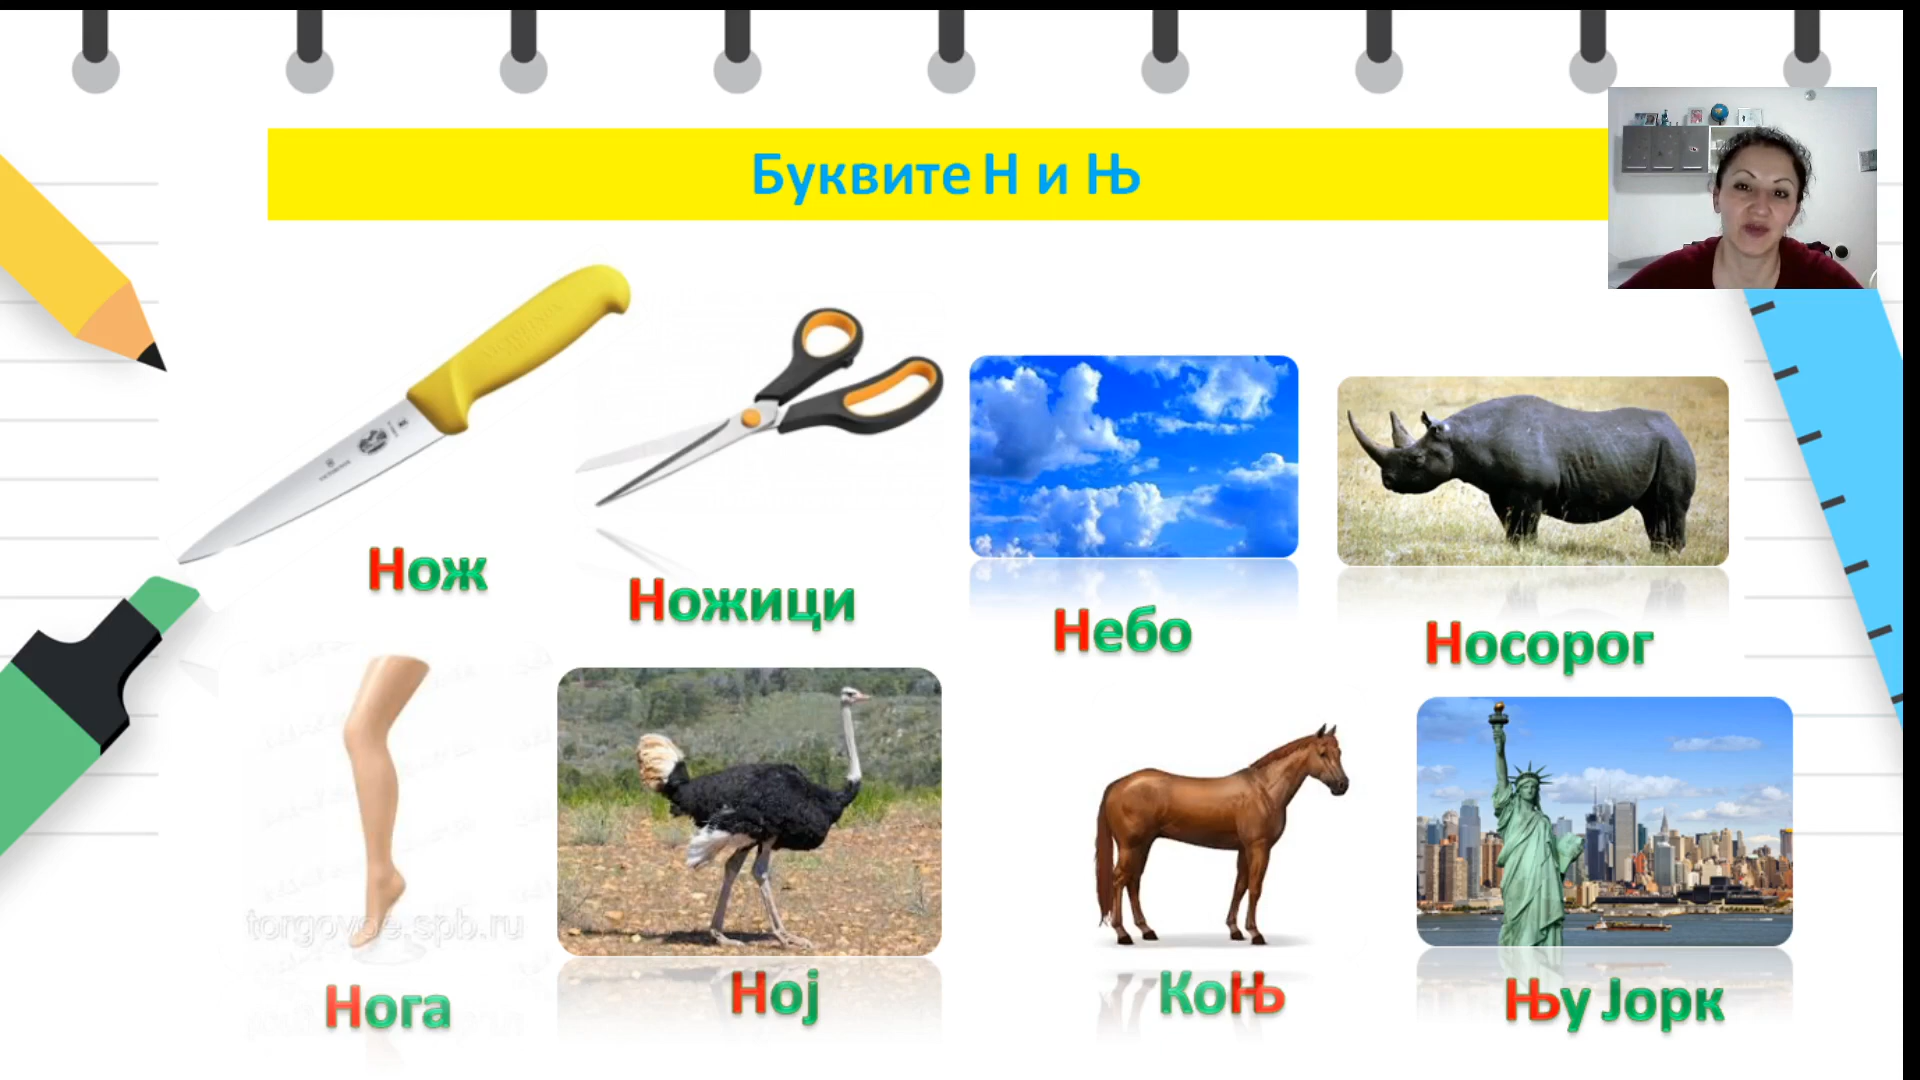 Буквите Н и Њ
Нож
Ножици
Небо
Носорог
torgovoe.spb.ru
Нога
Ној
КоЊ
Њу Јорк